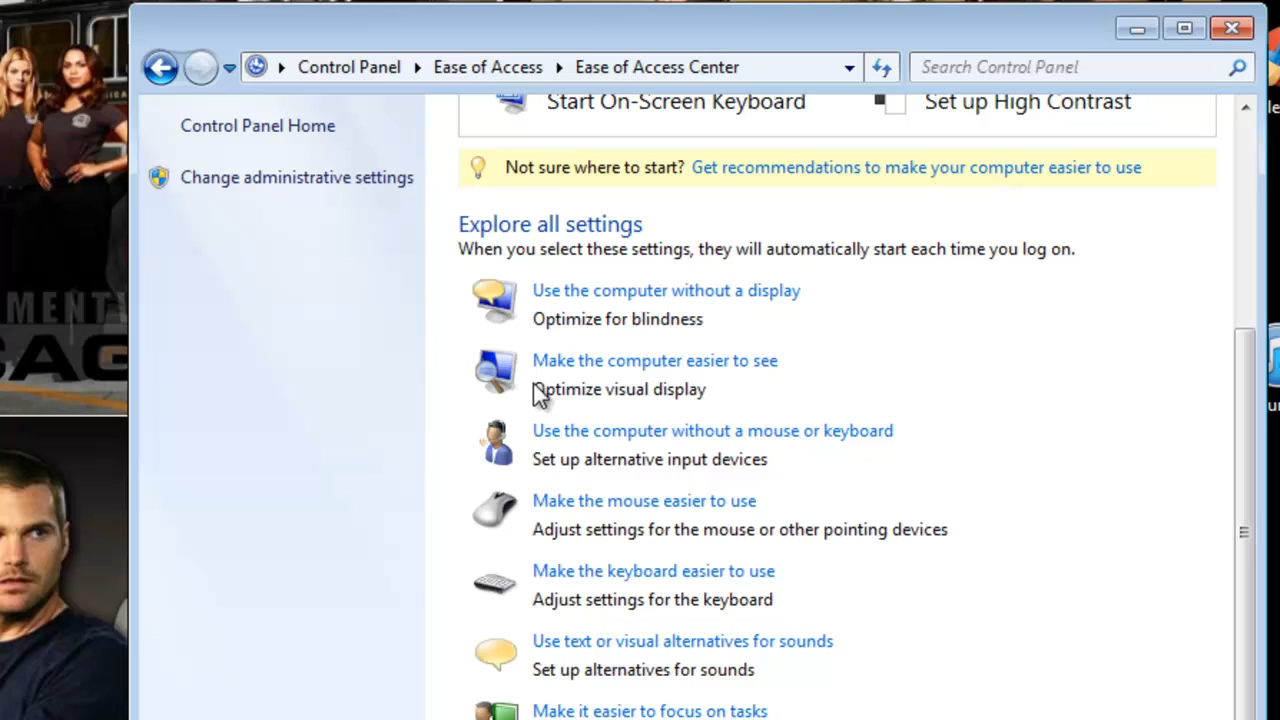 Control Panel
Ease of Access
Ease of Access Center
Search Control Panel
Control Panel Home
Change administrative settings
Start On-Screen Keyboard
Set up High Contrast
Not sure where to start? Get recommendations to make your computer easier to use
Explore all settings
When you select these settings, they will automatically start each time you log on.
Use the computer without a display
Optimize for blindness
Make the computer easier to see
Optimize visual display
Use the computer without a mouse or keyboard
Set up alternative input devices
Make the mouse easier to use
Adjust settings for the mouse or other pointing devices
Make the keyboard easier to use
Adjust settings for the keyboard
Use text or visual alternatives for sounds
Set up alternatives for sounds
Make it easier to focus on tasks